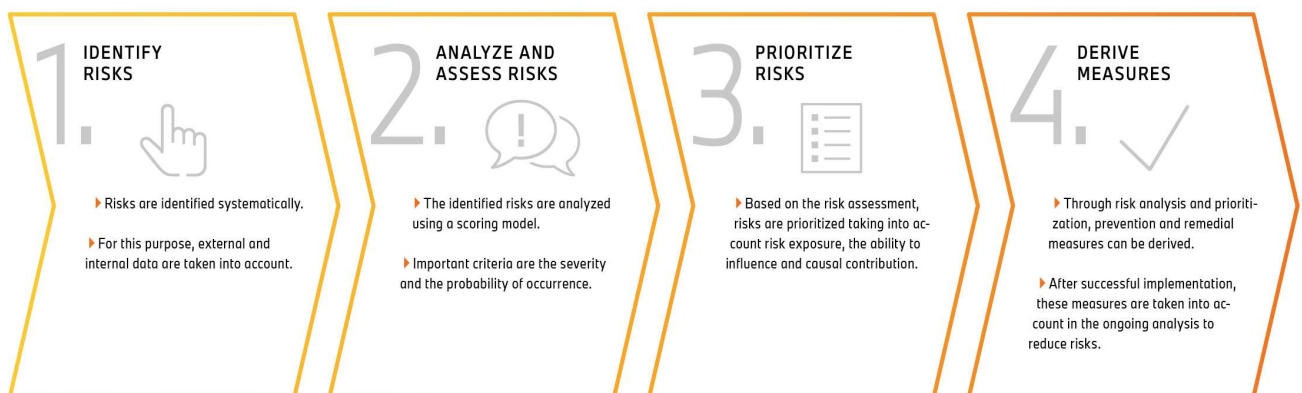 1.
IDENTIFY
RISKS
Risks are identified systematically.
For this purpose, external and
internal data are taken into account.
2.
ANALYZE AND
ASSESS RISKS
!
The identified risks are analyzed
using a scoring model.
Important criteria are the severity
and the probability of occurrence.
3.
PRIORITIZE
RISKS
Based on the risk assessment,
risks are prioritized taking into ac-
count risk exposure, the ability to
influence and causal contribution.
4.
DERIVE
MEASURES
Through risk analysis and prioriti-
zation, prevention and remedial
measures can be derived.
After successful implementation,
these measures are taken into ac-
count in the ongoing analysis to
reduce risks.